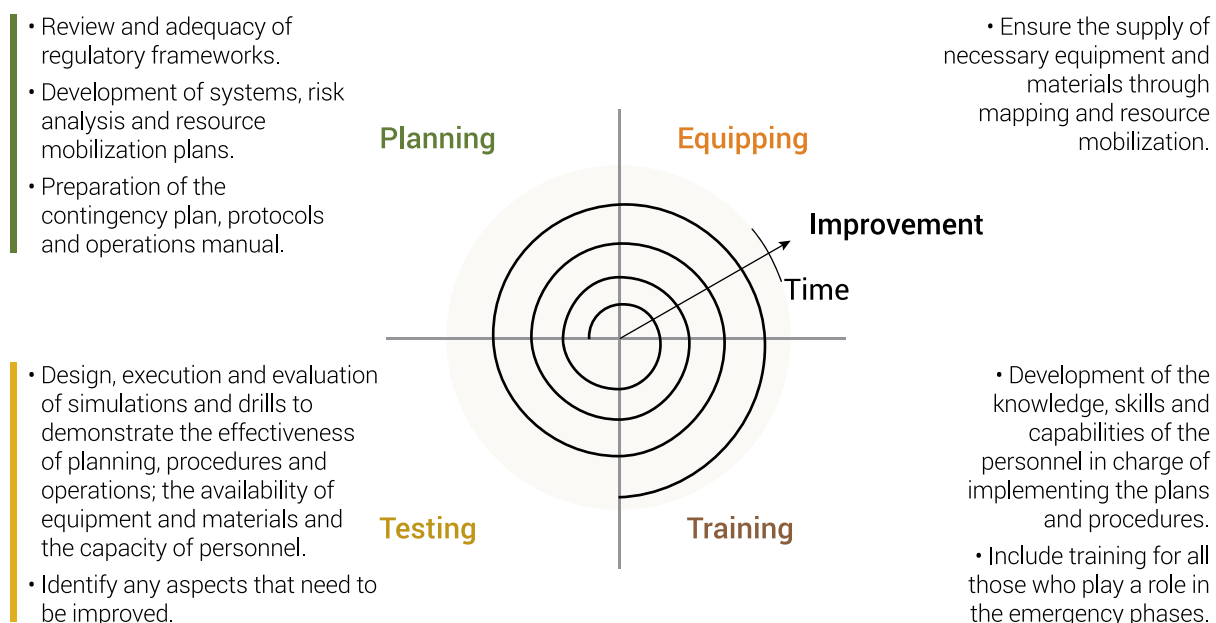 • Review and adequacy of
regulatory frameworks.
• Development of systems, risk
analysis and resource
mobilization plans.
• Preparation of the
contingency plan, protocols
and operations manual.
Planning
Equipping
• Ensure the supply of
necessary equipment and
materials through
mapping and resource
mobilization.
Improvement
Time
• Design, execution and evaluation
of simulations and drills to
demonstrate the effectiveness
of planning, procedures and
operations; the availability of
equipment and materials and
the capacity of personnel.
• Identify any aspects that need to
be improved.
Testing
Training
• Development of the
knowledge, skills and
capabilities of the
personnel in charge of
implementing the plans
and procedures.
• Include training for all
those who play a role in
the emergency phases.